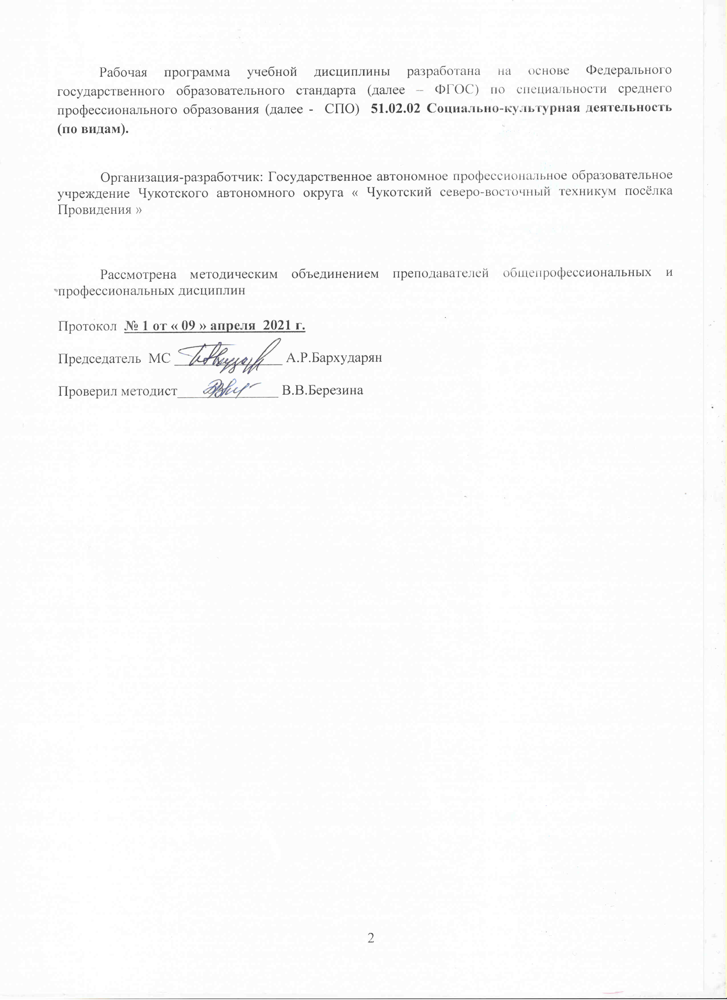 Рабочая программа учебной дисциплины разработана на основе Федерального
государственного образовательного стандарта (далее – ФГОС) по специальности среднего
профессионального образования (далее - СПО) 51.02.02 Социально-культурная деятельность
(по видам).
Организация-разработчик: Государственное автономное профессиональное образовательное
учреждение Чукотского автономного округа « Чукотский северо-восточный техникум посёлка
Провидения »
Рассмотрена методическим объединением преподавателей общепрофессиональных и
профессиональных дисциплин
Протокол № 1 от « 09 » апреля 2021 г.
Председатель МС ________________ А.Р.Бархударян
Проверил методист_______________ В.В.Березина
2